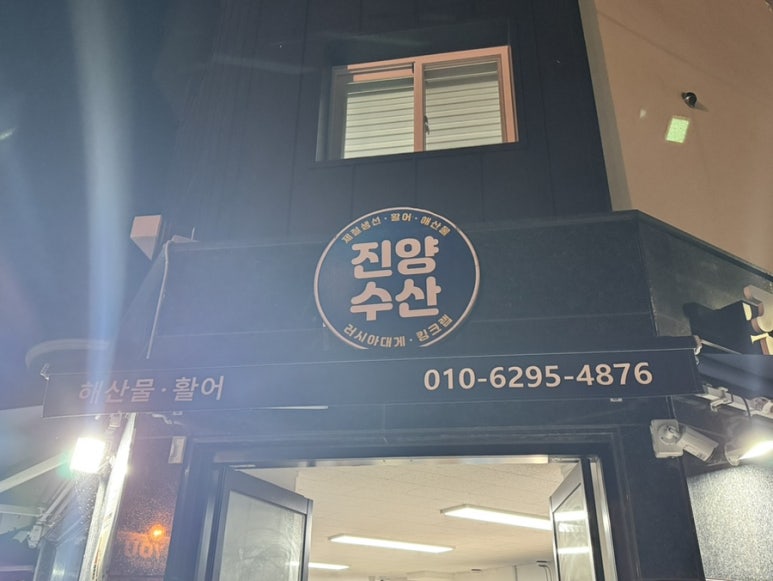 제철생선·활어·해산물
진양
수산
러시아대게·킹크랩
해산물·활어
010-6295-4876